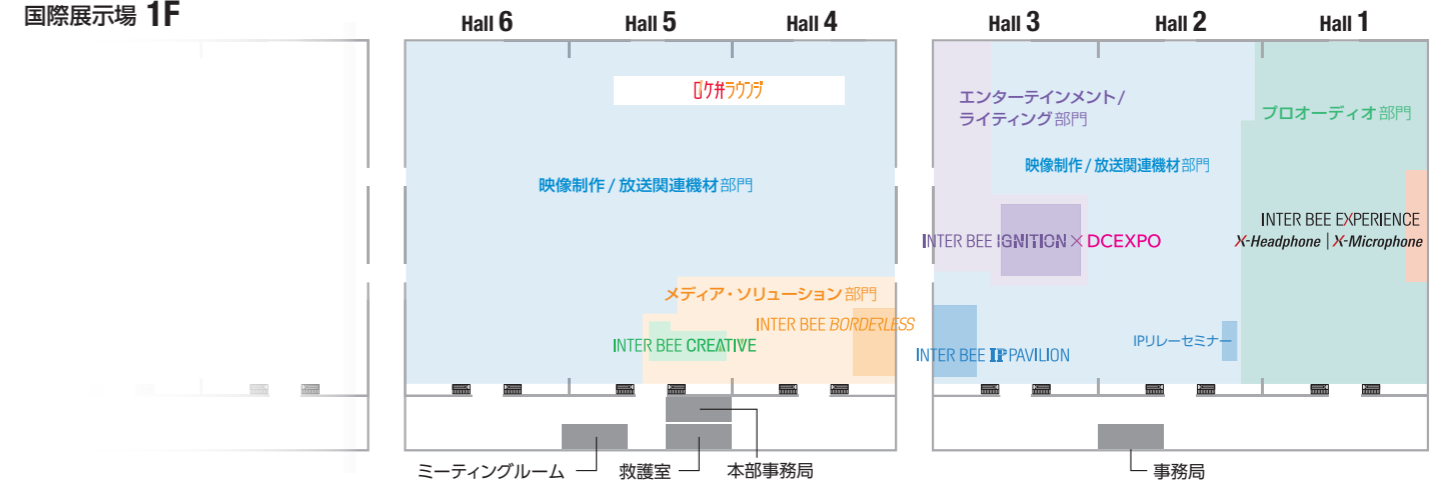 国際展示場 1F
Hall 6
Hall 5
Hall 4
Hall 3
Hall 2
Hall 1
ロケ弁ラウンジ
映像制作 / 放送関連機材部門
メディア・ソリューション部門
INTER BEE BORDERLESS
INTER BEE CREATIVE
エンターテインメント/
ライティング部門
プロオーディオ部門
映像制作 / 放送関連機材部門
INTER BEE IGNITION×DCEXPO
INTER BEE EXPERIENCE
X-Headphone | X-Microphone
INTER BEE IP PAVILION
IPリレーセミナー
ミーティングルーム
救護室
本部事務局
事務局